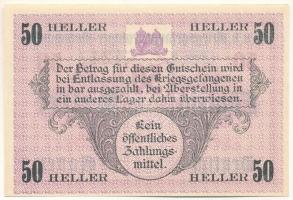 50 HELLER HELLER 50
Der Betrag für diesen Gutschein wird
bei Entlassung des Kriegsgefangenen
in bar ausgezahlt, bei Überstellung in
ein anderes Lager dahin überwiesen.
Kein
öffentliches
Zahlungs-
mittel.
50 HELLER HELLER 50